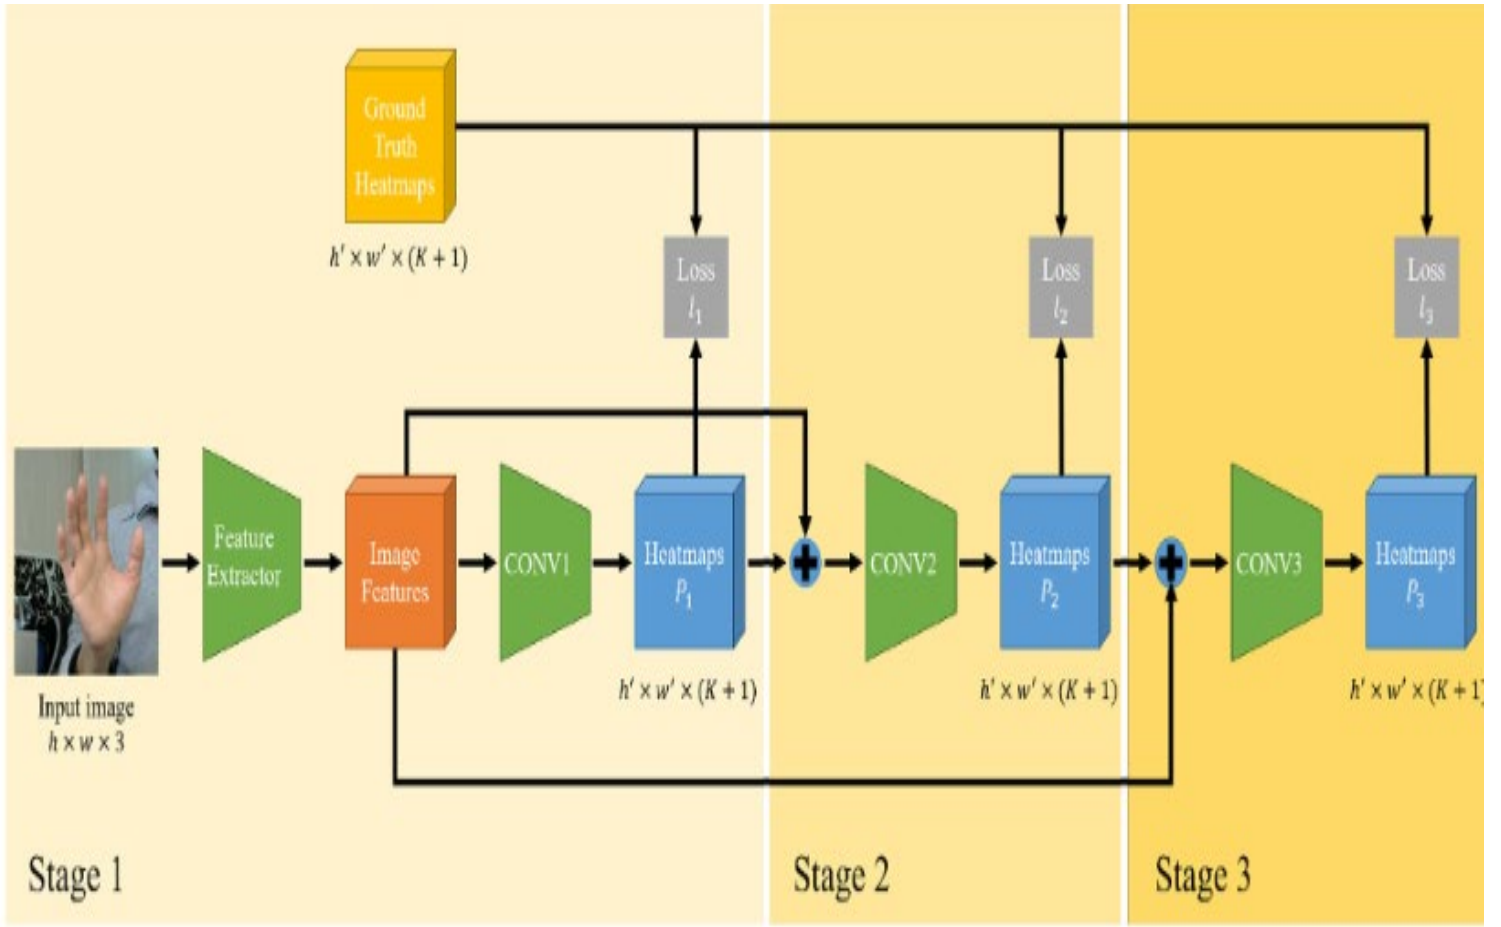 Ground
Truth
Heatmaps
h′ × w′ × (K + 1)
Loss
l₁
Loss
l₂
Loss
l₃
Feature
Extractor
Image
Features
CONV1
Heatmaps
P₁
CONV2
Heatmaps
P₂
CONV3
Heatmaps
P₃
Input image
h × w × 3
h′ × w′ × (K + 1)
h′ × w′ × (K + 1)
h′ × w′ × (K + 1)
Stage 1
Stage 2
Stage 3